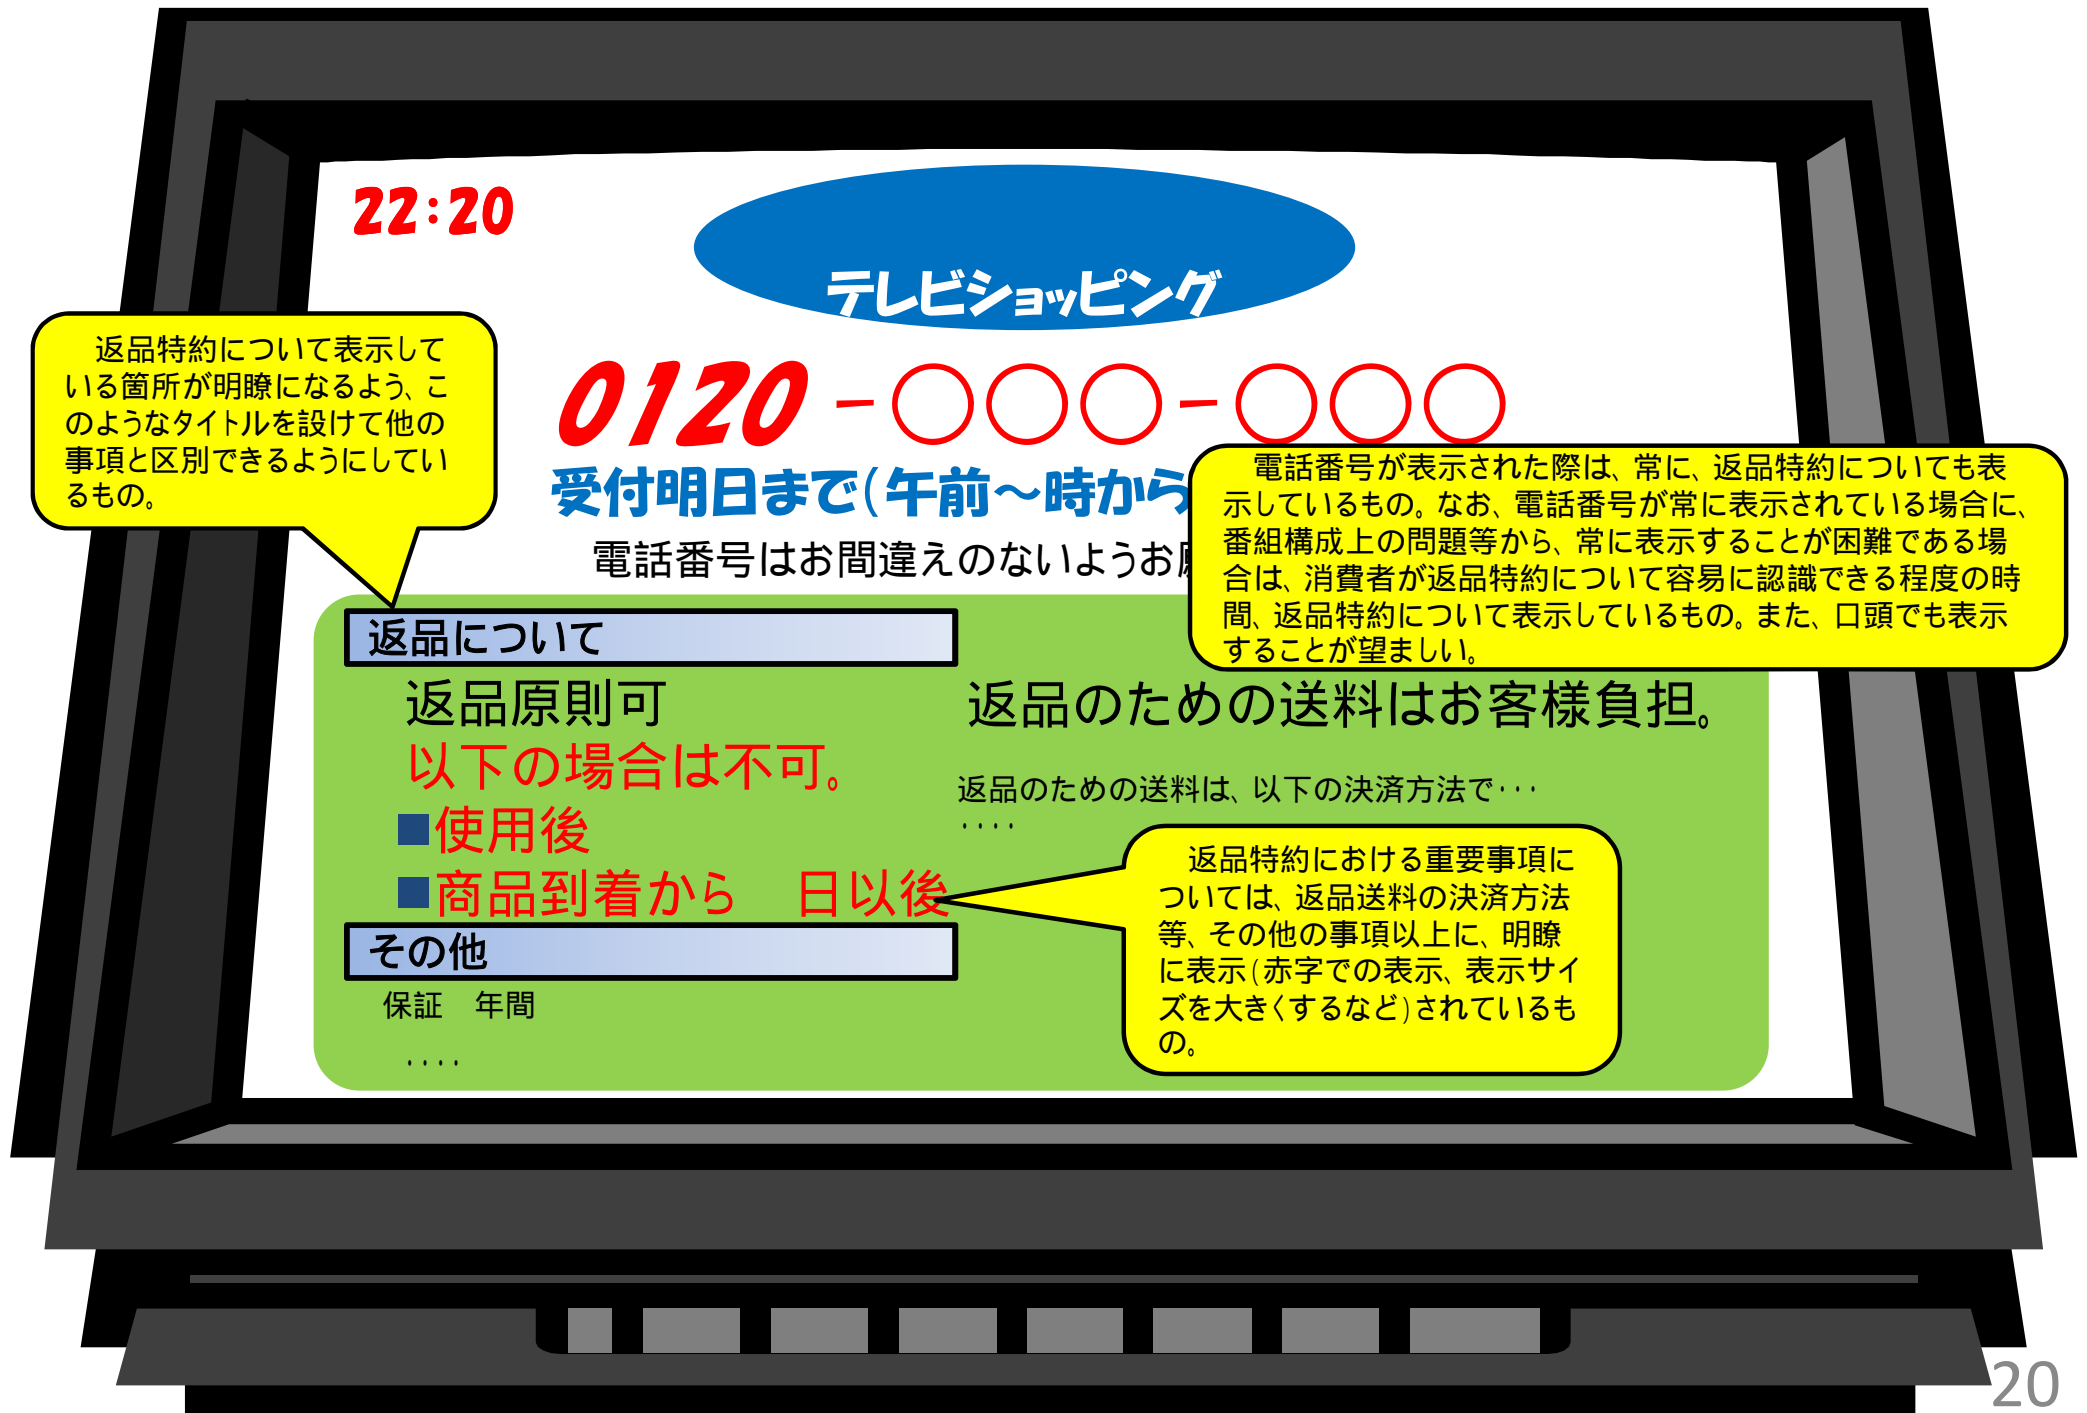 22:20
テレビショッピング
0120-○○○-○○○
受付明日まで(午前～時から
電話番号はお間違えのないようお
返品特約について表示して
いる箇所が明瞭になるよう、こ
のようなタイトルを設けて他の
事項と区別できるようにしてい
るもの。
電話番号が表示された際は、常に、返品特約についても表
示しているもの。なお、電話番号が常に表示されている場合に、
番組構成上の問題等から、常に表示することが困難である場
合は、消費者が返品特約について容易に認識できる程度の時
間、返品特約について表示しているもの。また、口頭でも表示
することが望ましい。
返品について
返品原則可
以下の場合は不可。
■使用後
■商品到着から　日以後
返品のための送料はお客様負担。
返品のための送料は、以下の決済方法で・・・
・・・・
返品特約における重要事項に
ついては、返品送料の決済方法
等、その他の事項以上に、明瞭
に表示(赤字での表示、表示サイ
ズを大きくするなど)されているも
の。
その他
保証　年間
・・・・
20